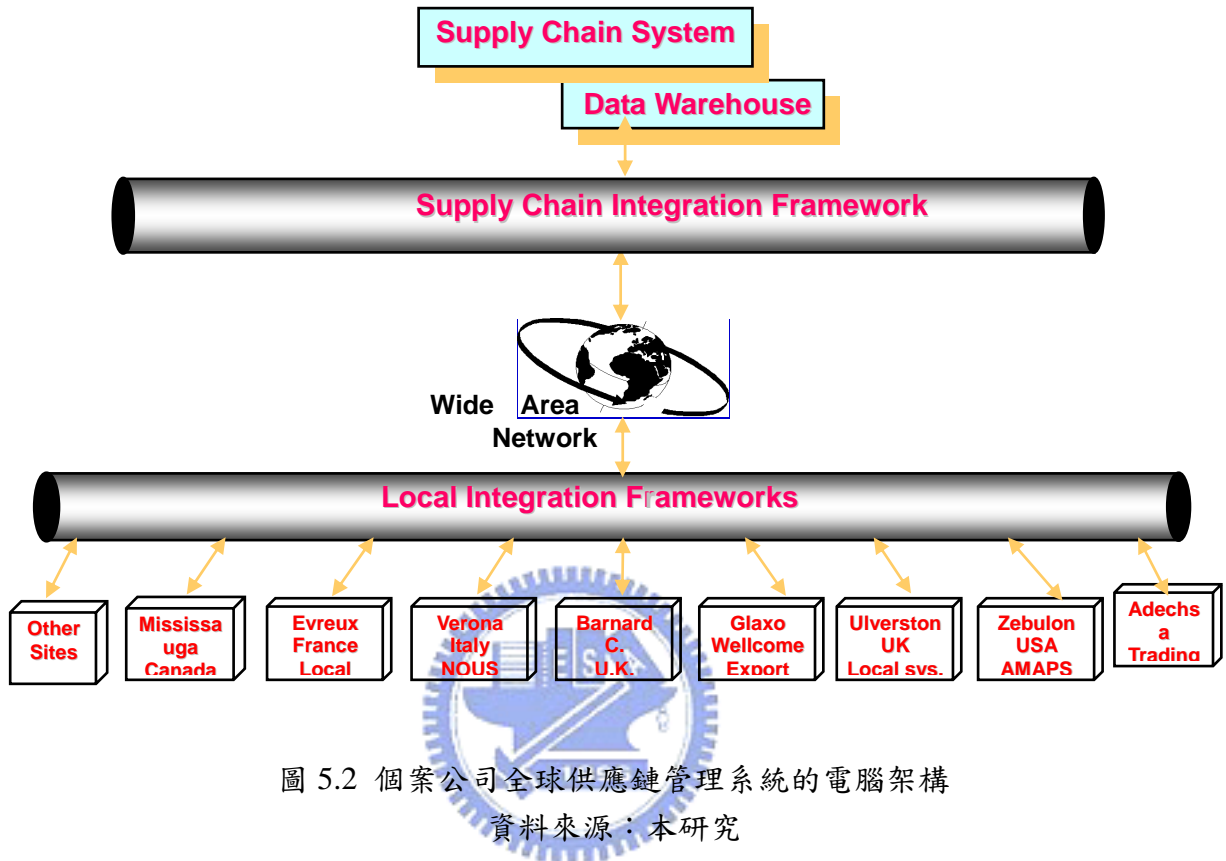 Supply Chain System
Data Warehouse
Supply Chain Integration Framework
Wide Area
Network
Local Integration Frameworks
Other
Sites
Mississa
uga
Canada
Evreux
France
Local
Verona
Italy
NOUS
Barnard
C.
U.K.
Glaxo
Wellcome
Export
Ulverston
UK
Local sys.
Zebulon
USA
AMAPS
Adechs
a
Trading
圖 5.2 個案公司全球供應鏈管理系統的電腦架構
資料來源：本研究